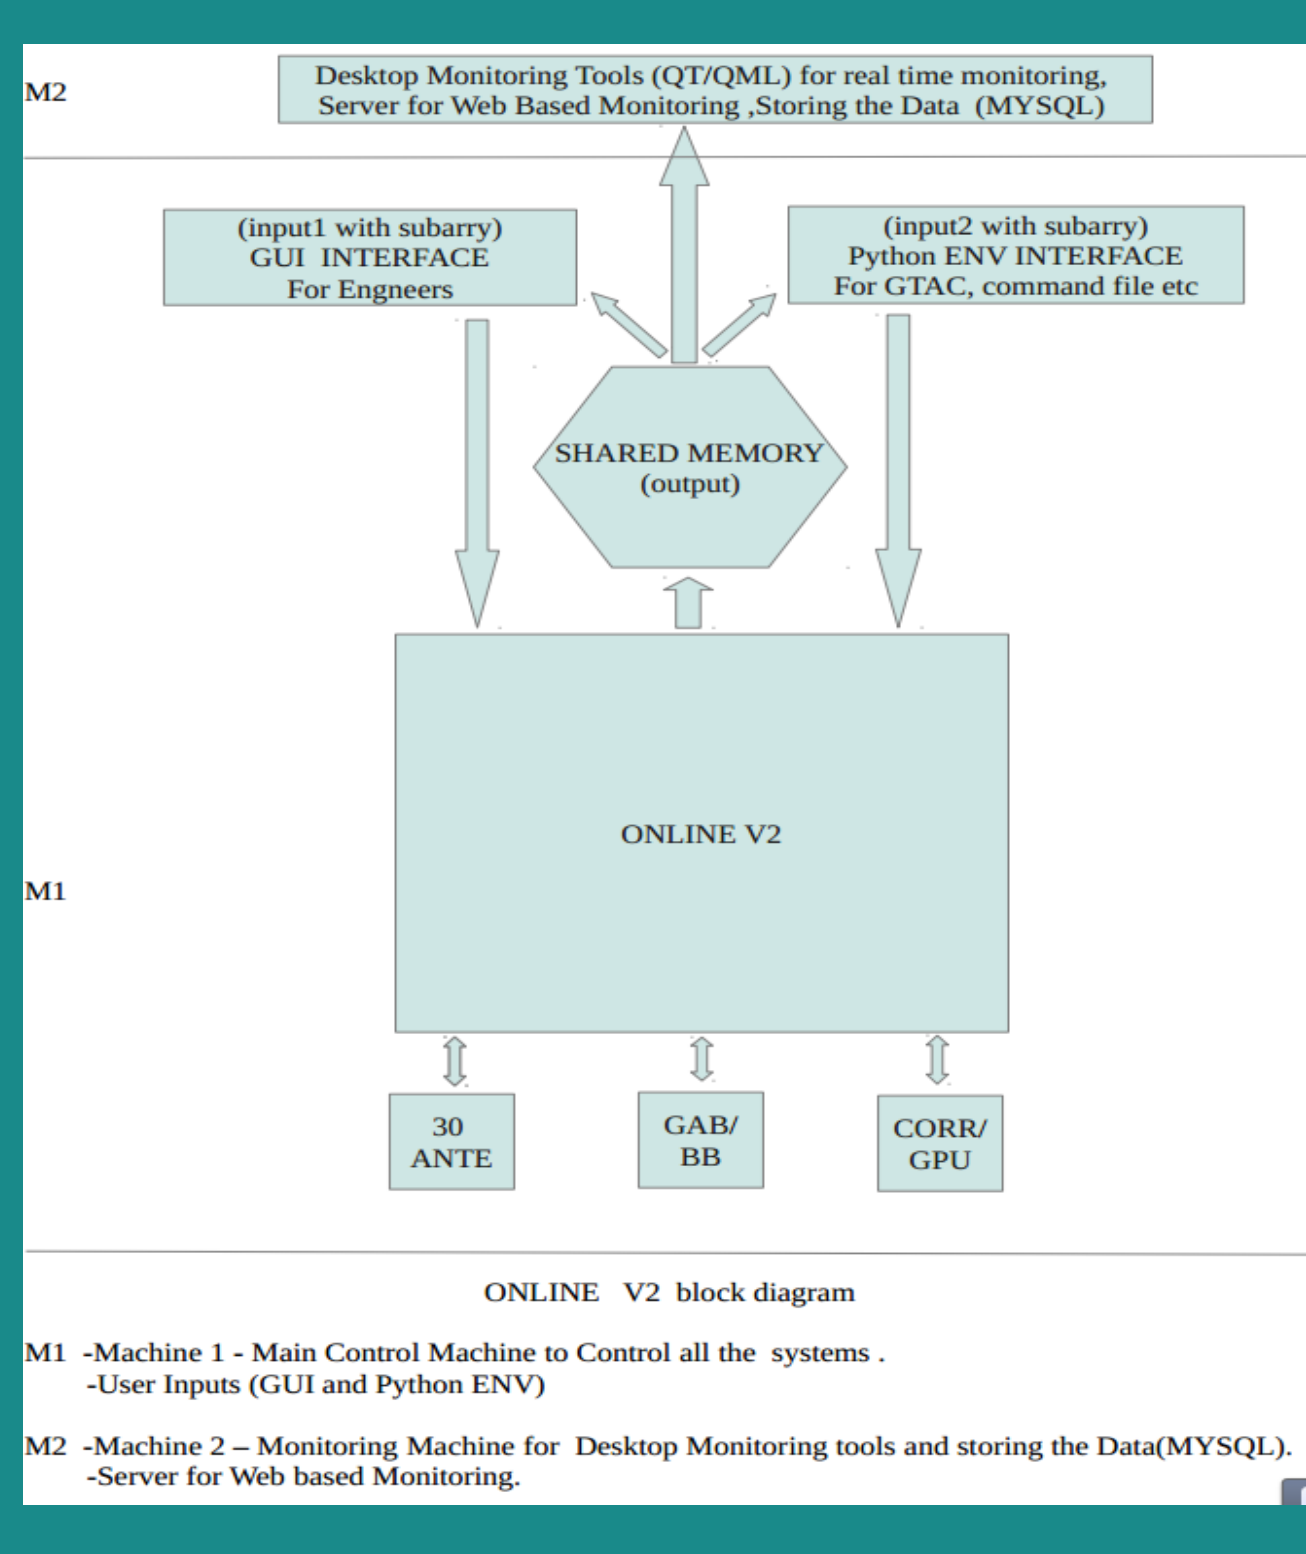 M2
Desktop Monitoring Tools (QT/QML) for real time monitoring,
Server for Web Based Monitoring ,Storing the Data (MYSQL)
(input1 with subarry)
GUI INTERFACE
For Engneers
(input2 with subarry)
Python ENV INTERFACE
For GTAC, command file etc
SHARED MEMORY
(output)
ONLINE V2
M1
30
ANTE
GAB/
BB
CORR/
GPU
ONLINE V2 block diagram
M1 -Machine 1 - Main Control Machine to Control all the systems .
-User Inputs (GUI and Python ENV)
M2 -Machine 2 – Monitoring Machine for Desktop Monitoring tools and storing the Data(MYSQL).
-Server for Web based Monitoring.